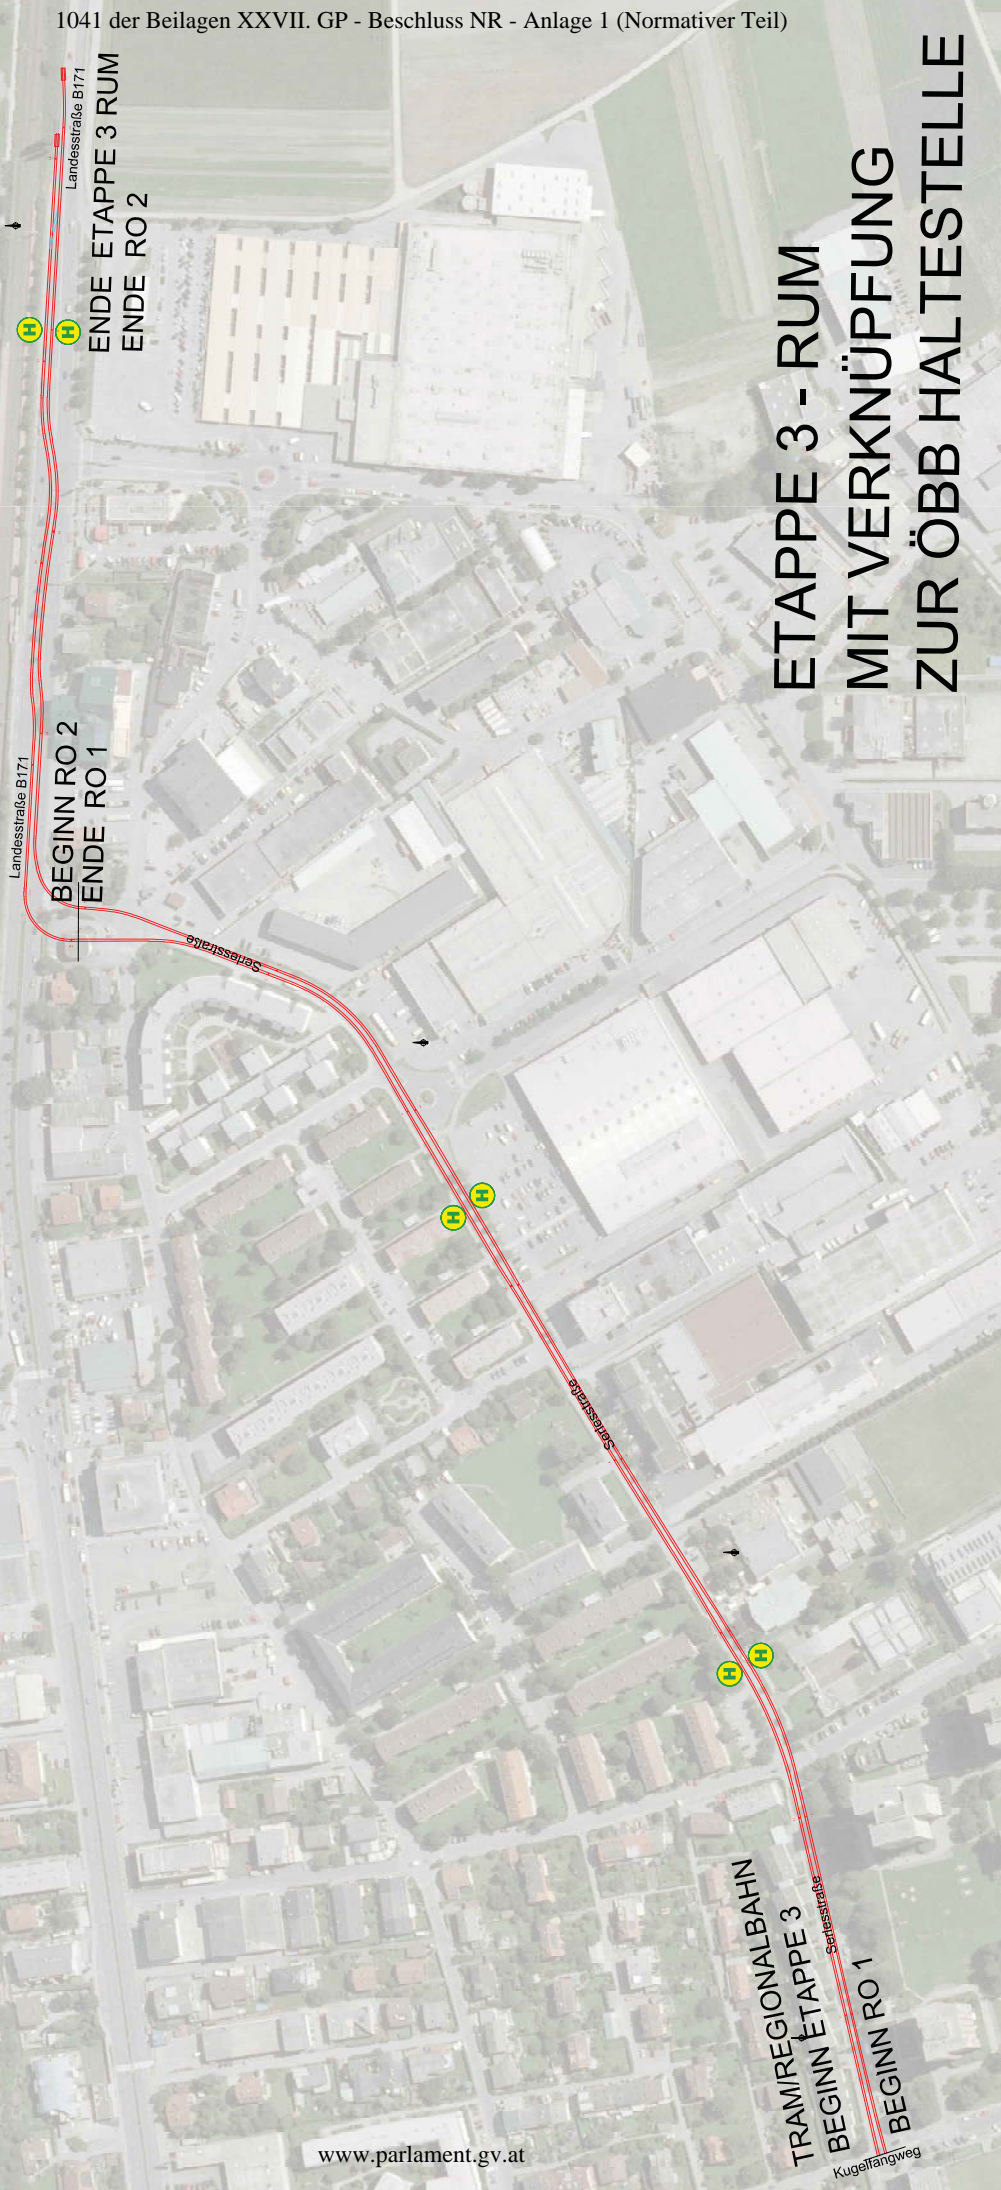 1041 der Beilagen XXVII. GP - Beschluss NR - Anlage 1 (Normativer Teil)
Landesstraße B171
ENDE ETAPPE 3 RUM
ENDE RO 2
H
H
ETAPPE 3 - RUM
MIT VERKNÜPFUNG
ZUR ÖBB HALTESTELLE
Landesstraße B171
BEGINN RO 2
ENDE RO 1
Serlesstraße
H
H
Serlesstraße
H
H
TRAM/REGIONALBAHN
BEGINN ETAPPE 3
Serlesstraße
BEGINN RO 1
Kugelfangweg
www.parlament.gv.at